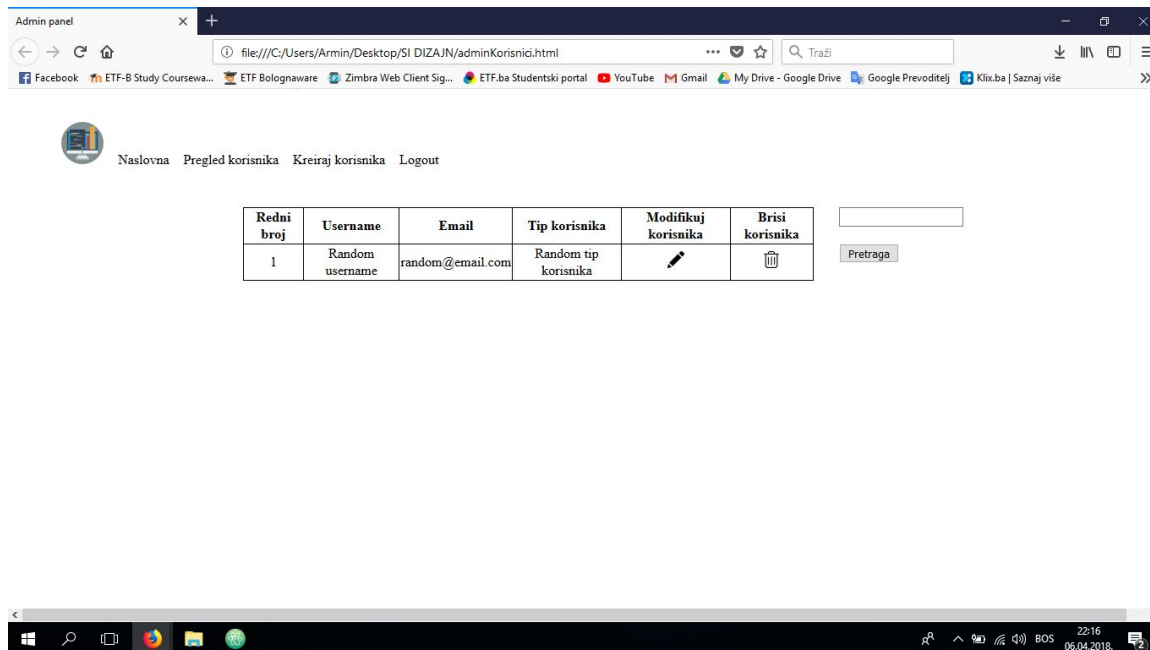 Admin panel
file:///C:/Users/Armin/Desktop/SI DIZAJN/adminKorisnici.html
Traži
Facebook ETF-B Study Coursewa... ETF Bolognaware Zimbra Web Client Sig... ETF.ba Studentski portal YouTube Gmail My Drive - Google Drive Google Prevoditelj Klix.ba | Saznaj više
Naslovna Pregled korisnika Kreiraj korisnika Logout
Redni broj Username Email Tip korisnika Modifikuj korisnika Brisi korisnika
1 Random username random@email.com Random tip korisnika
Pretraga
BOS
22:16
06.04.2018.
2